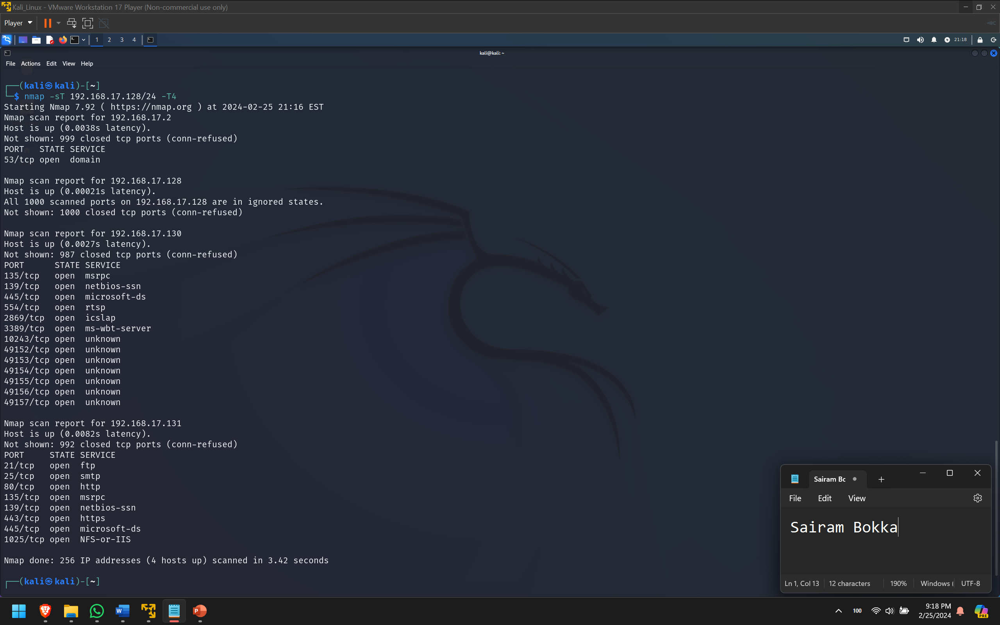 Kali_Linux - VMware Workstation 17 Player (Non-commercial use only)
Player
1 2 3 4
21:18
kali@kali: ~
File Actions Edit View Help
┌──(kali㉿kali)-[~]
└─$ nmap -sT 192.168.17.128/24 -T4
Starting Nmap 7.92 ( https://nmap.org ) at 2024-02-25 21:16 EST
Nmap scan report for 192.168.17.2
Host is up (0.0038s latency).
Not shown: 999 closed tcp ports (conn-refused)
PORT   STATE SERVICE
53/tcp open  domain

Nmap scan report for 192.168.17.128
Host is up (0.00021s latency).
All 1000 scanned ports on 192.168.17.128 are in ignored states.
Not shown: 1000 closed tcp ports (conn-refused)

Nmap scan report for 192.168.17.130
Host is up (0.0027s latency).
Not shown: 987 closed tcp ports (conn-refused)
PORT      STATE SERVICE
135/tcp   open  msrpc
139/tcp   open  netbios-ssn
445/tcp   open  microsoft-ds
554/tcp   open  rtsp
2869/tcp  open  icslap
3389/tcp  open  ms-wbt-server
10243/tcp open  unknown
49152/tcp open  unknown
49153/tcp open  unknown
49154/tcp open  unknown
49155/tcp open  unknown
49156/tcp open  unknown
49157/tcp open  unknown

Nmap scan report for 192.168.17.131
Host is up (0.0082s latency).
Not shown: 992 closed tcp ports (conn-refused)
PORT     STATE SERVICE
21/tcp   open  ftp
25/tcp   open  smtp
80/tcp   open  http
135/tcp  open  msrpc
139/tcp  open  netbios-ssn
443/tcp  open  https
445/tcp  open  microsoft-ds
1025/tcp open  NFS-or-IIS

Nmap done: 256 IP addresses (4 hosts up) scanned in 3.42 seconds

┌──(kali㉿kali)-[~]
Sairam Bo
File Edit View
Sairam Bokka
Ln 1, Col 13 12 characters 190% Windows ( UTF-8
W
P
100
9:18 PM
2/25/2024
PRE